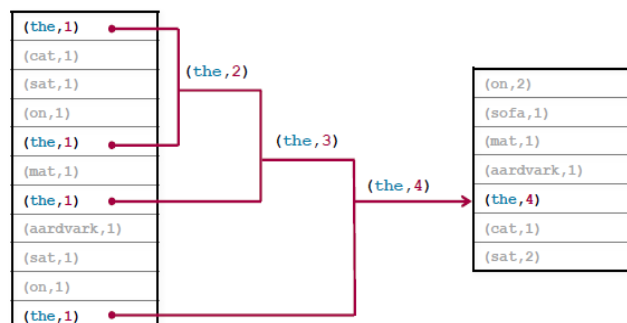 (the,1)
(cat,1)
(sat,1)
(on,1)
(the,1)
(mat,1)
(the,1)
(aardvark,1)
(sat,1)
(on,1)
(the,1)
(the,2)
(the,3)
(the,4)
(on,2)
(sofa,1)
(mat,1)
(aardvark,1)
(the,4)
(cat,1)
(sat,2)